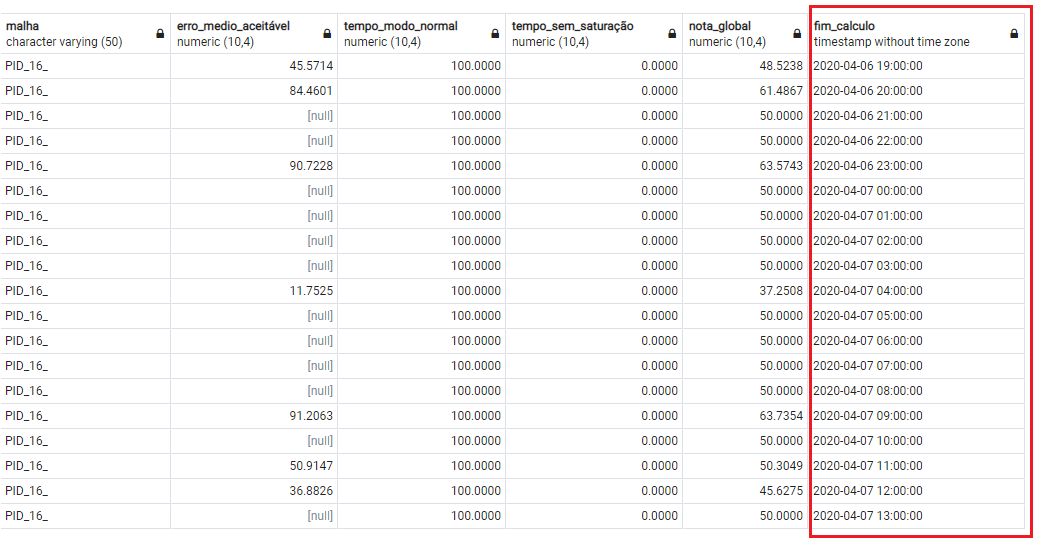 malha erro_medio_aceitável tempo_modo_normal tempo_sem_saturação nota_global fim_calculo
character varying (50) numeric (10,4) numeric (10,4) numeric (10,4) numeric (10,4) timestamp without time zone
PID_16_ 45.5714 100.0000 0.0000 48.5238 2020-04-06 19:00:00
PID_16_ 84.4601 100.0000 0.0000 61.4867 2020-04-06 20:00:00
PID_16_ [null] 100.0000 0.0000 50.0000 2020-04-06 21:00:00
PID_16_ [null] 100.0000 0.0000 50.0000 2020-04-06 22:00:00
PID_16_ 90.7228 100.0000 0.0000 63.5743 2020-04-06 23:00:00
PID_16_ [null] 100.0000 0.0000 50.0000 2020-04-07 00:00:00
PID_16_ [null] 100.0000 0.0000 50.0000 2020-04-07 01:00:00
PID_16_ [null] 100.0000 0.0000 50.0000 2020-04-07 02:00:00
PID_16_ [null] 100.0000 0.0000 50.0000 2020-04-07 03:00:00
PID_16_ 11.7525 100.0000 0.0000 37.2508 2020-04-07 04:00:00
PID_16_ [null] 100.0000 0.0000 50.0000 2020-04-07 05:00:00
PID_16_ [null] 100.0000 0.0000 50.0000 2020-04-07 06:00:00
PID_16_ [null] 100.0000 0.0000 50.0000 2020-04-07 07:00:00
PID_16_ [null] 100.0000 0.0000 50.0000 2020-04-07 08:00:00
PID_16_ 91.2063 100.0000 0.0000 63.7354 2020-04-07 09:00:00
PID_16_ [null] 100.0000 0.0000 50.0000 2020-04-07 10:00:00
PID_16_ 50.9147 100.0000 0.0000 50.3049 2020-04-07 11:00:00
PID_16_ 36.8826 100.0000 0.0000 45.6275 2020-04-07 12:00:00
PID_16_ [null] 100.0000 0.0000 50.0000 2020-04-07 13:00:00